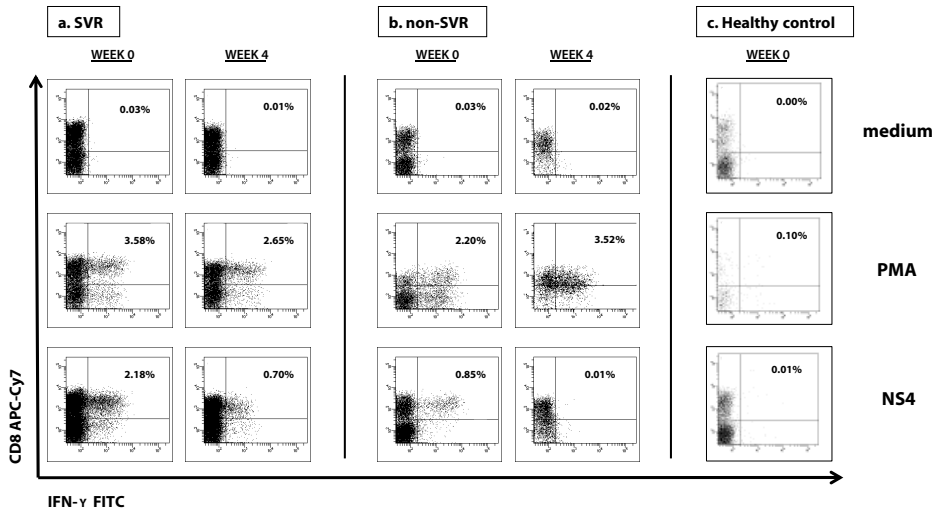 a. SVR
b. non-SVR
c. Healthy control
WEEK 0
WEEK 4
WEEK 0
WEEK 4
WEEK 0
0.03%
0.01%
0.03%
0.02%
0.00%
medium
3.58%
2.65%
2.20%
3.52%
0.10%
PMA
2.18%
0.70%
0.85%
0.01%
0.01%
NS4
CD8 APC-Cy7
IFN-γ FITC